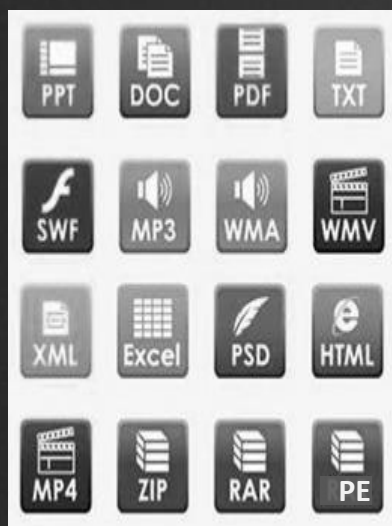 PPT DOC PDF TXT
SWF MP3 WMA WMV
XML Excel PSD HTML
MP4 ZIP RAR PE